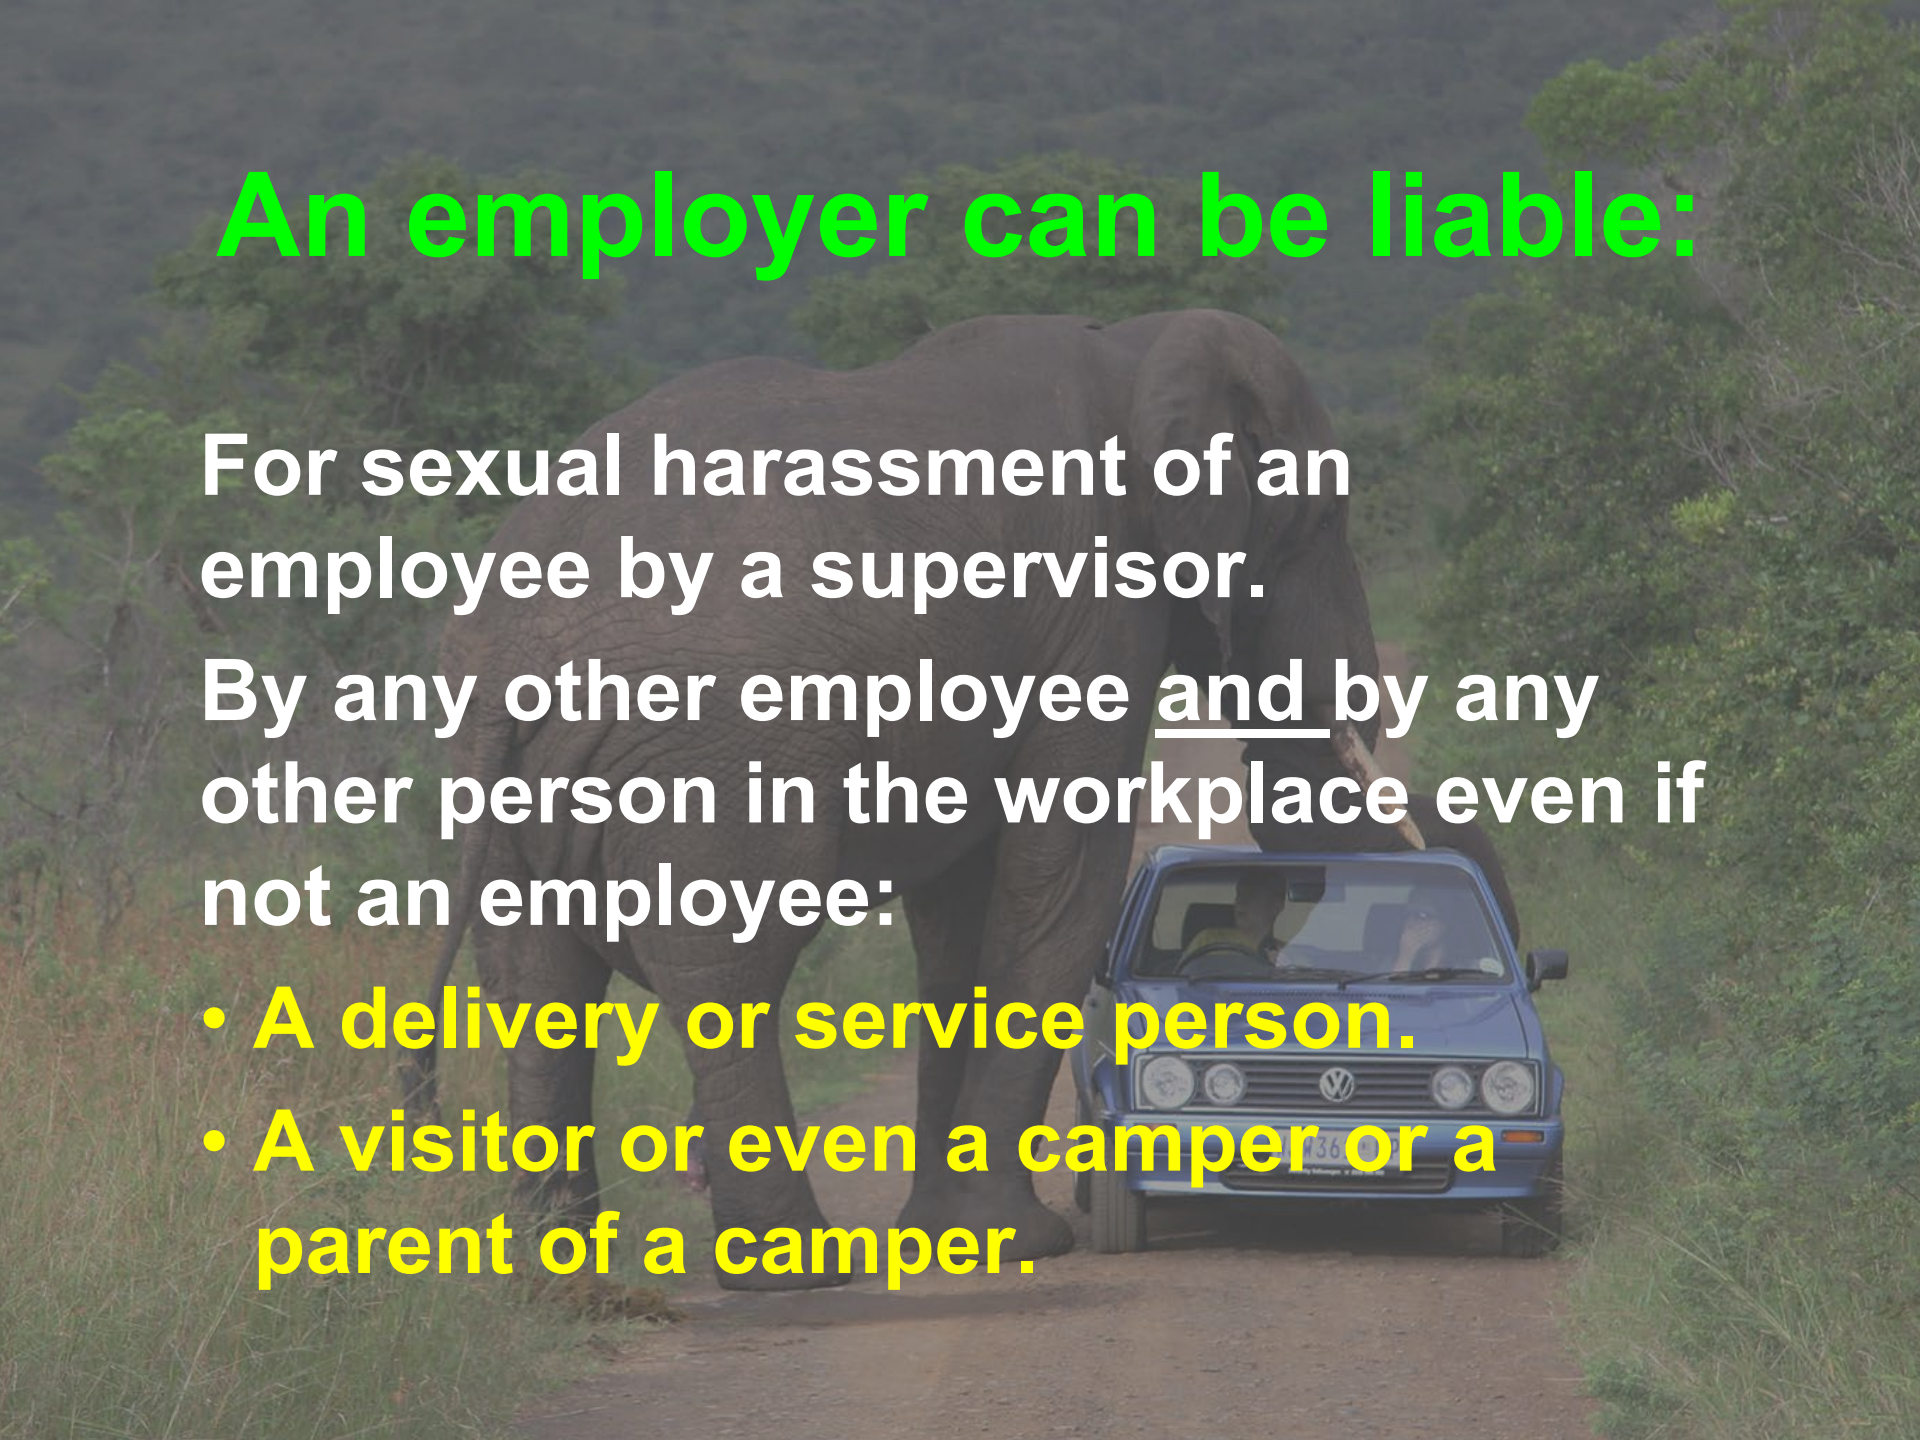 An employer can be liable:
For sexual harassment of an
employee by a supervisor.
By any other employee and by any
other person in the workplace even if
not an employee:
• A delivery or service person.
• A visitor or even a camper or a
parent of a camper.